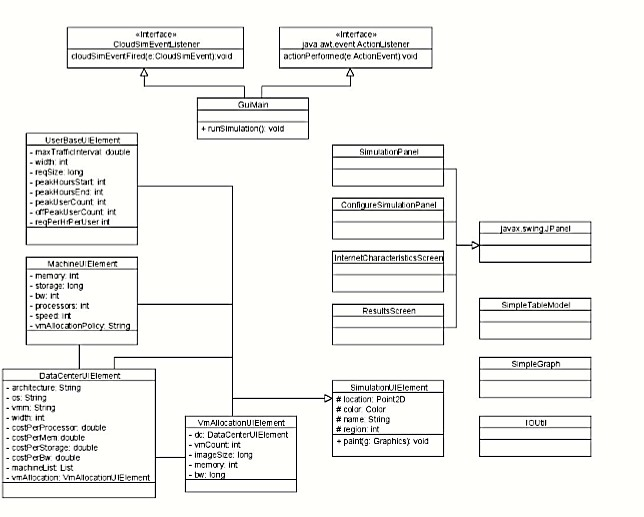 «Interface»
CloudSimEventListener
cloudSimEventFired(e:CloudSimEvent):void
«Interface»
java.awt.event.ActionListener
actionPerformed(e:ActionEvent):void
GuiMain
+ runSimulation(): void
UserBaseUIElement
- maxTrafficInterval: double
- width: int
- reqSize: long
- peakHoursStart: int
- peakHoursEnd: int
- peakUserCount: int
- offPeakUserCount: int
- reqPerHrPerUser:int
MachineUIElement
- memory: int
- storage: long
- bw: int
- processors: int
- speed: int
- vmAllocationPolicy: String
DataCenterUIElement
- architecture: String
- os: String
- vmm: String
- width: int
- costPerProcessor: double
- costPerMem:double
- costPerStorage: double
- costPerBw: double
- machineList: List
- vmAllocation: VmAllocationUIElement
VmAllocationUIElement
- dc: DataCenterUIElement
- vmCount: int
- imageSize: long
- memory: int
- bw: long
SimulationPanel
ConfigureSimulationPanel
InternetCharacteristicsScreen
ResultsScreen
SimulationUIElement
# location: Point2D
# color: Color
# name: String
# region: int
+ paint(g: Graphics): void
javax.swing.JPanel
SimpleTableModel
SimpleGraph
IOUtil